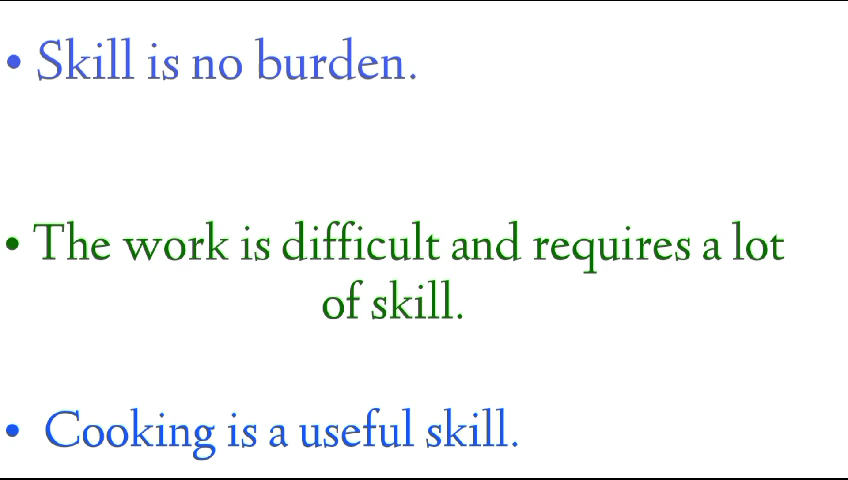 • Skill is no burden.
• The work is difficult and requires a lot
of skill.
• Cooking is a useful skill.